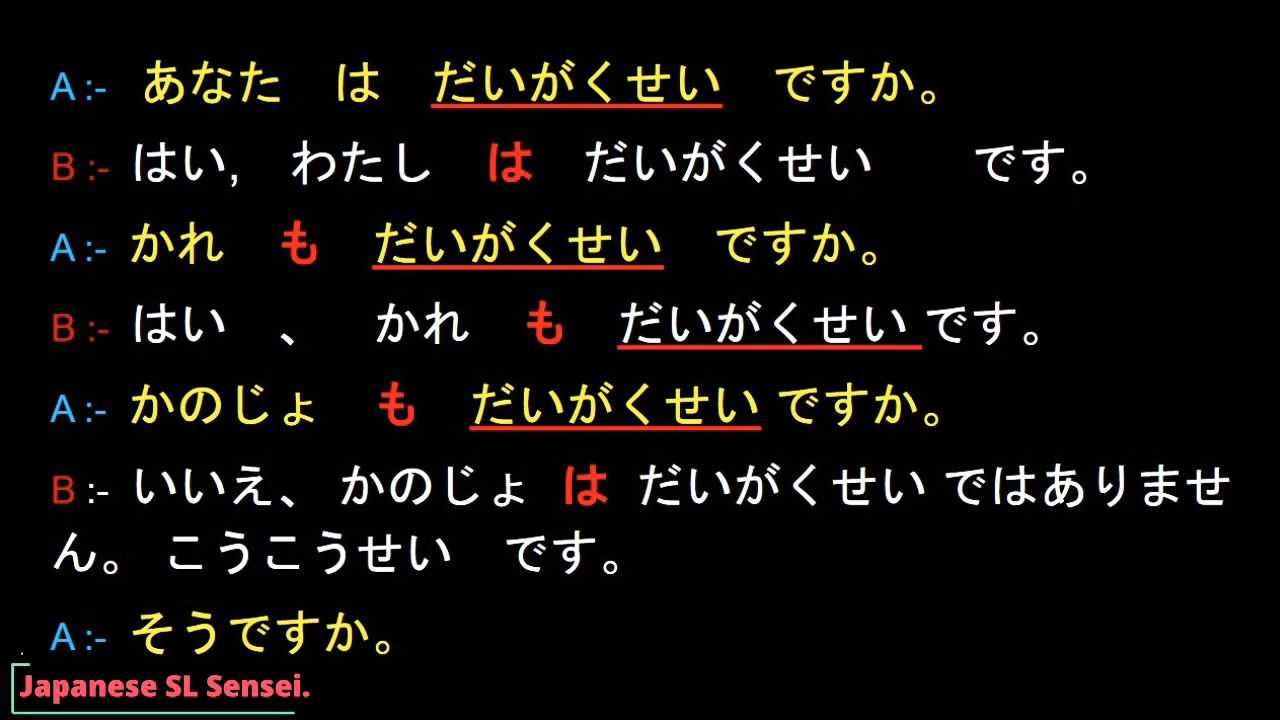 A :- あなた　は　だいがくせい　ですか。
B :- はい,　わたし　は　だいがくせい　　です。
A :- かれ　も　だいがくせい　ですか。
B :- はい　、　かれ　も　だいがくせい です。
A :- かのじょ　も　だいがくせい ですか。
B :- いいえ、 かのじょ は だいがくせい ではありませ
ん。 こうこうせい　です。
A :- そうですか。
Japanese SL Sensei.